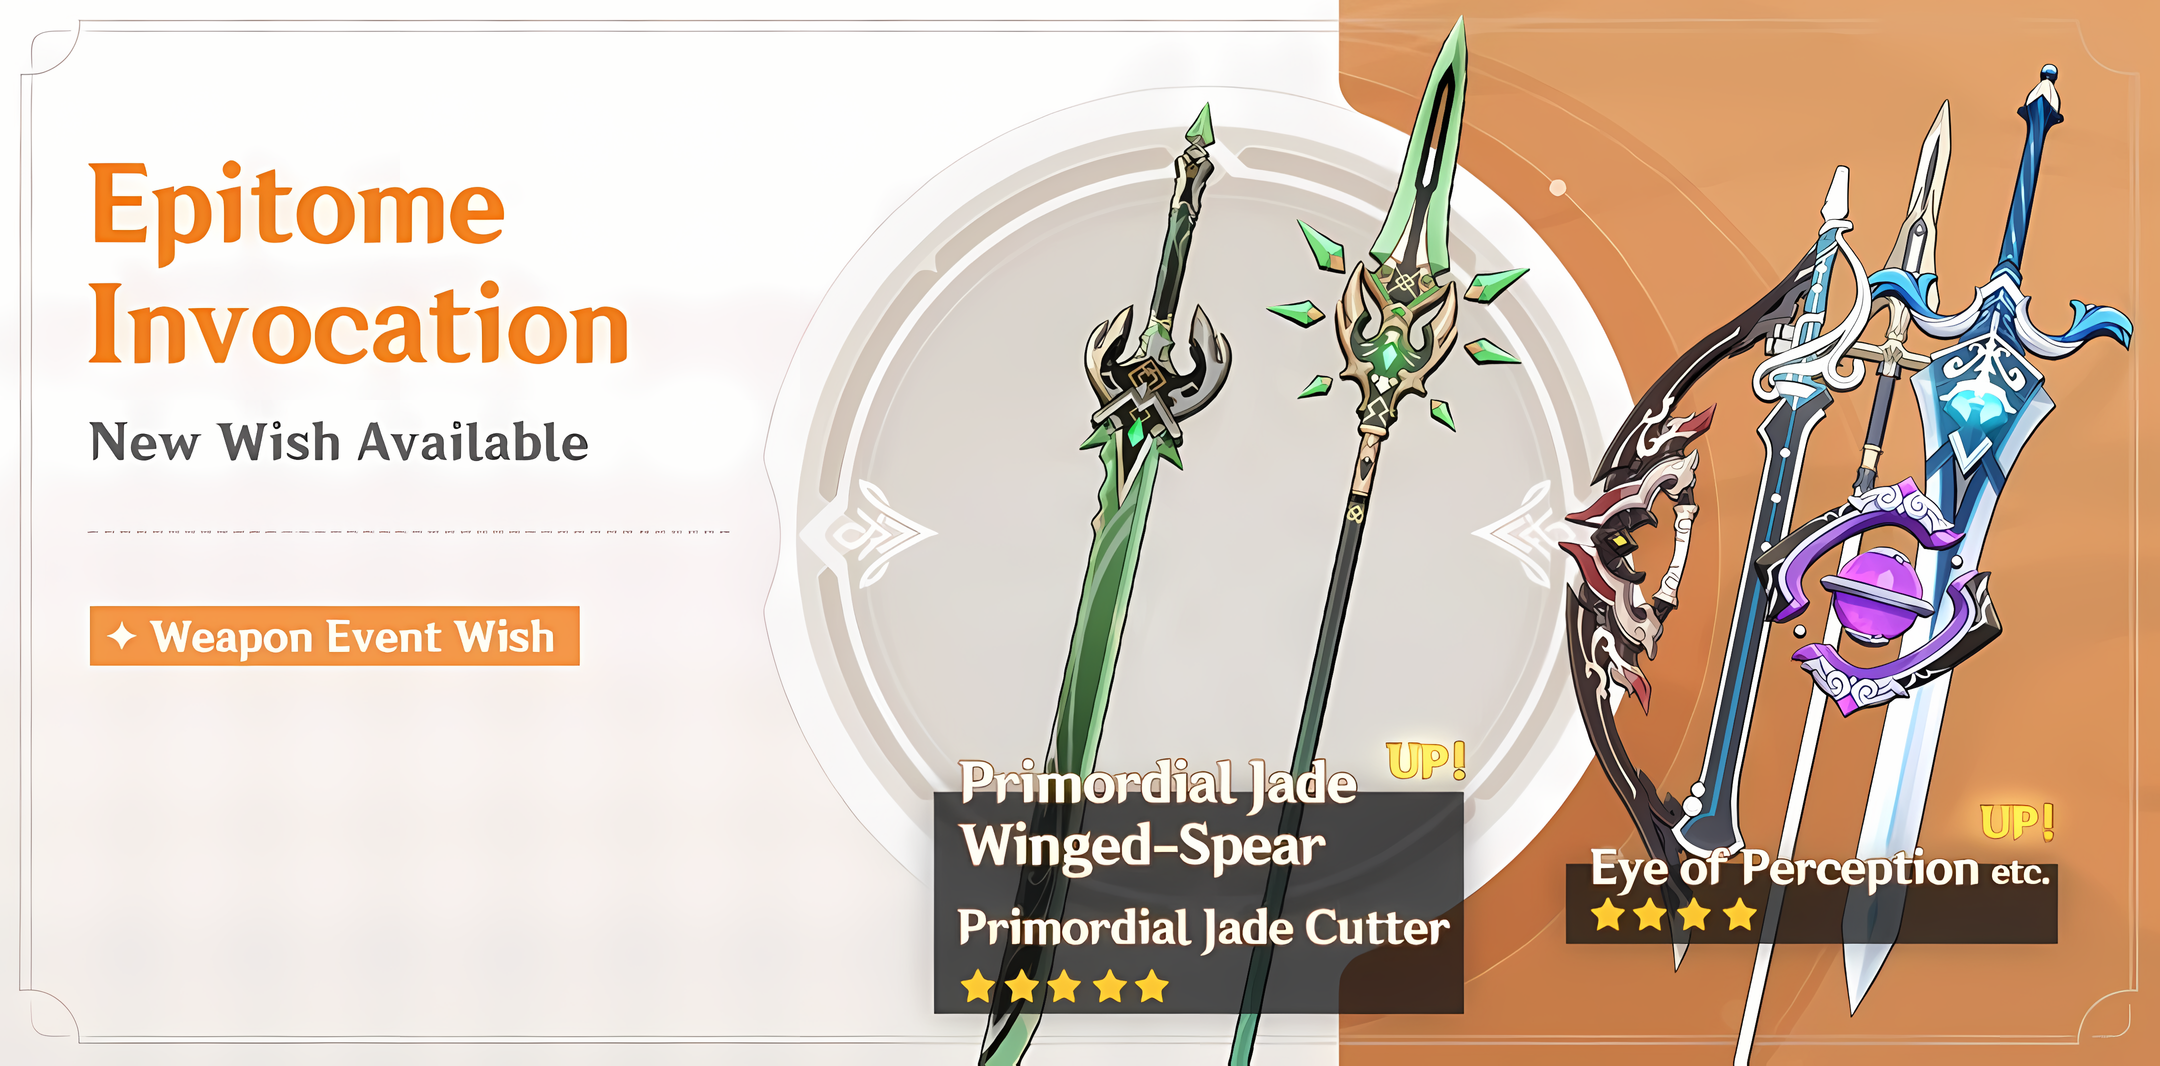 Epitome
Invocation
New Wish Available
Weapon Event Wish
UP!
Primordial Jade
Winged-Spear
Primordial Jade Cutter
UP!
Eye of Perception etc.